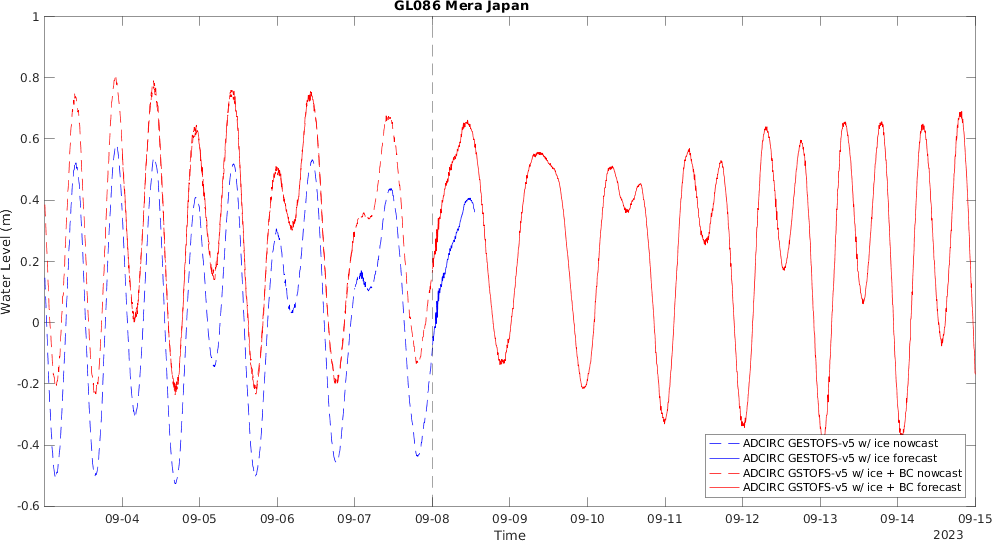 GL086 Mera Japan
Water Level (m)
1
0.8
0.6
0.4
0.2
0
-0.2
-0.4
-0.6
09-04 09-05 09-06 09-07 09-08 09-09 09-10 09-11 09-12 09-13 09-14 09-15
Time
2023
ADCIRC GESTOFS-v5 w/ ice nowcast
ADCIRC GESTOFS-v5 w/ ice forecast
ADCIRC GSTOFS-v5 w/ ice + BC nowcast
ADCIRC GSTOFS-v5 w/ ice + BC forecast